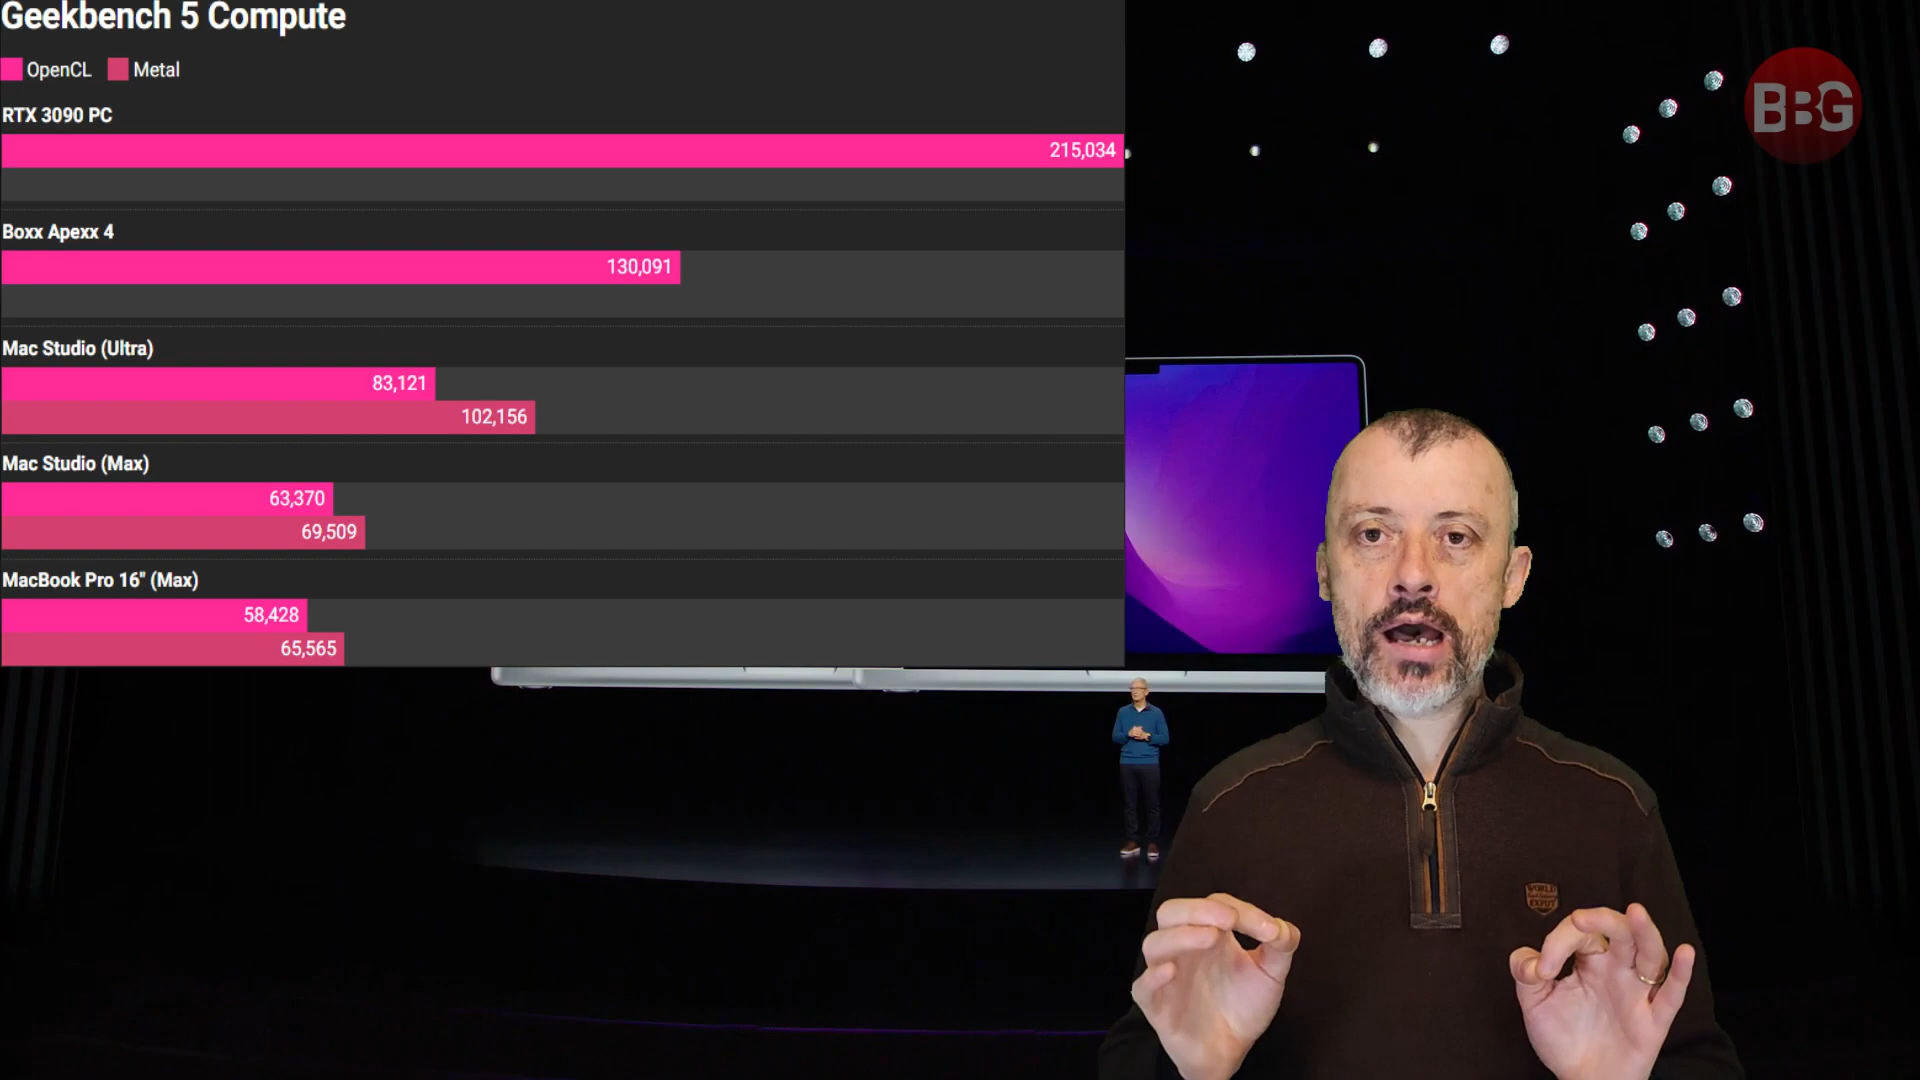 Geekbench 5 Compute
OpenCL Metal
RTX 3090 PC
215,034
Boxx Apexx 4
130,091
Mac Studio (Ultra)
83,121
102,156
Mac Studio (Max)
63,370
69,509
MacBook Pro 16" (Max)
58,428
65,565
BBG
WORLD
EXPDT